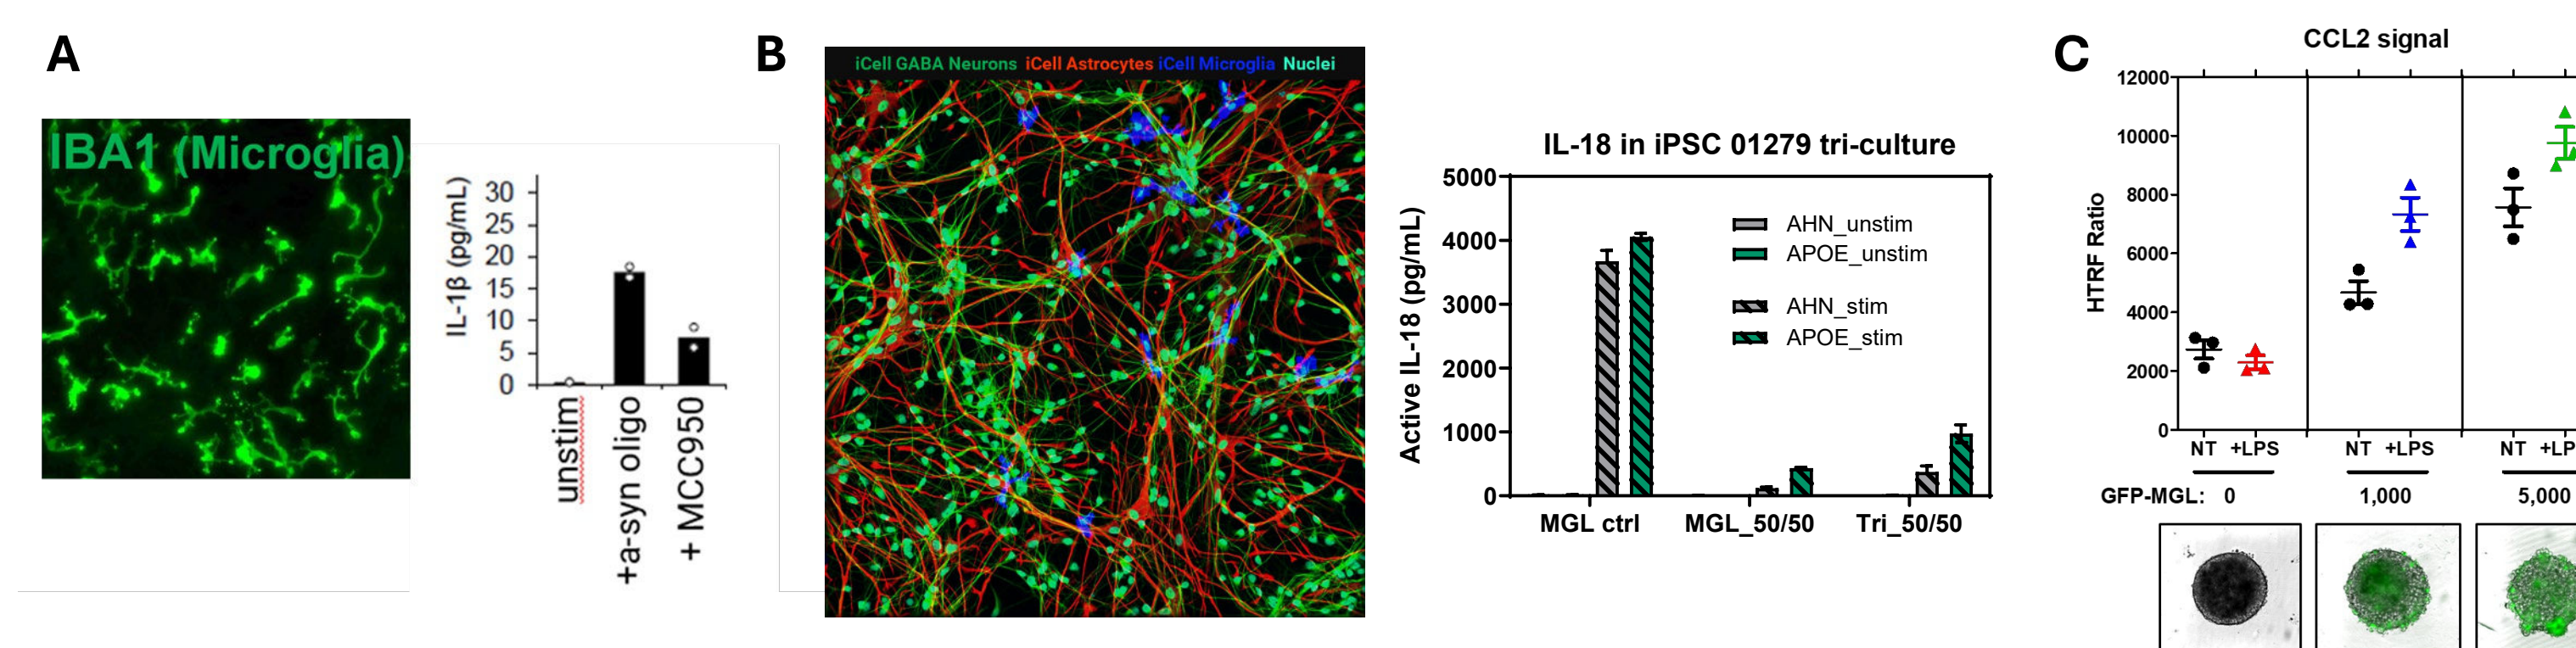 A
IBA1 (Microglia)
IL-1β (pg/mL)
30
25
20
15
10
5
0
unstim
+a-syn oligo
+ MCC950
B
iCell GABA Neurons iCell Astrocytes iCell Microglia Nuclei
IL-18 in iPSC 01279 tri-culture
Active IL-18 (pg/mL)
5000
4000
3000
2000
1000
0
AHN_unstim
APOE_unstim
AHN_stim
APOE_stim
MGL ctrl MGL_50/50 Tri_50/50
C
CCL2 signal
HTRF Ratio
12000
10000
8000
6000
4000
2000
0
NT +LPS NT +LPS NT +LP
GFP-MGL: 0 1,000 5,000